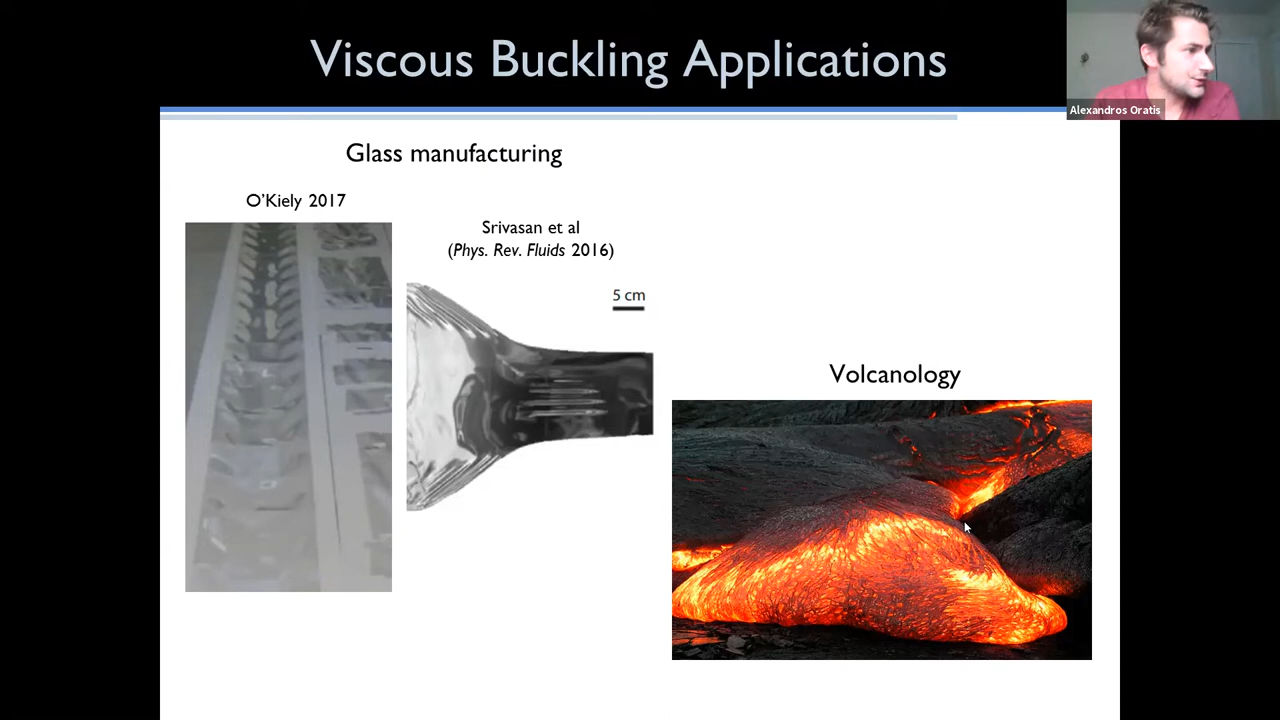 Viscous Buckling Applications
Alexandros Oratis
Glass manufacturing
O'Kiely 2017
Srivasan et al
(Phys. Rev. Fluids 2016)
5 cm
Volcanology